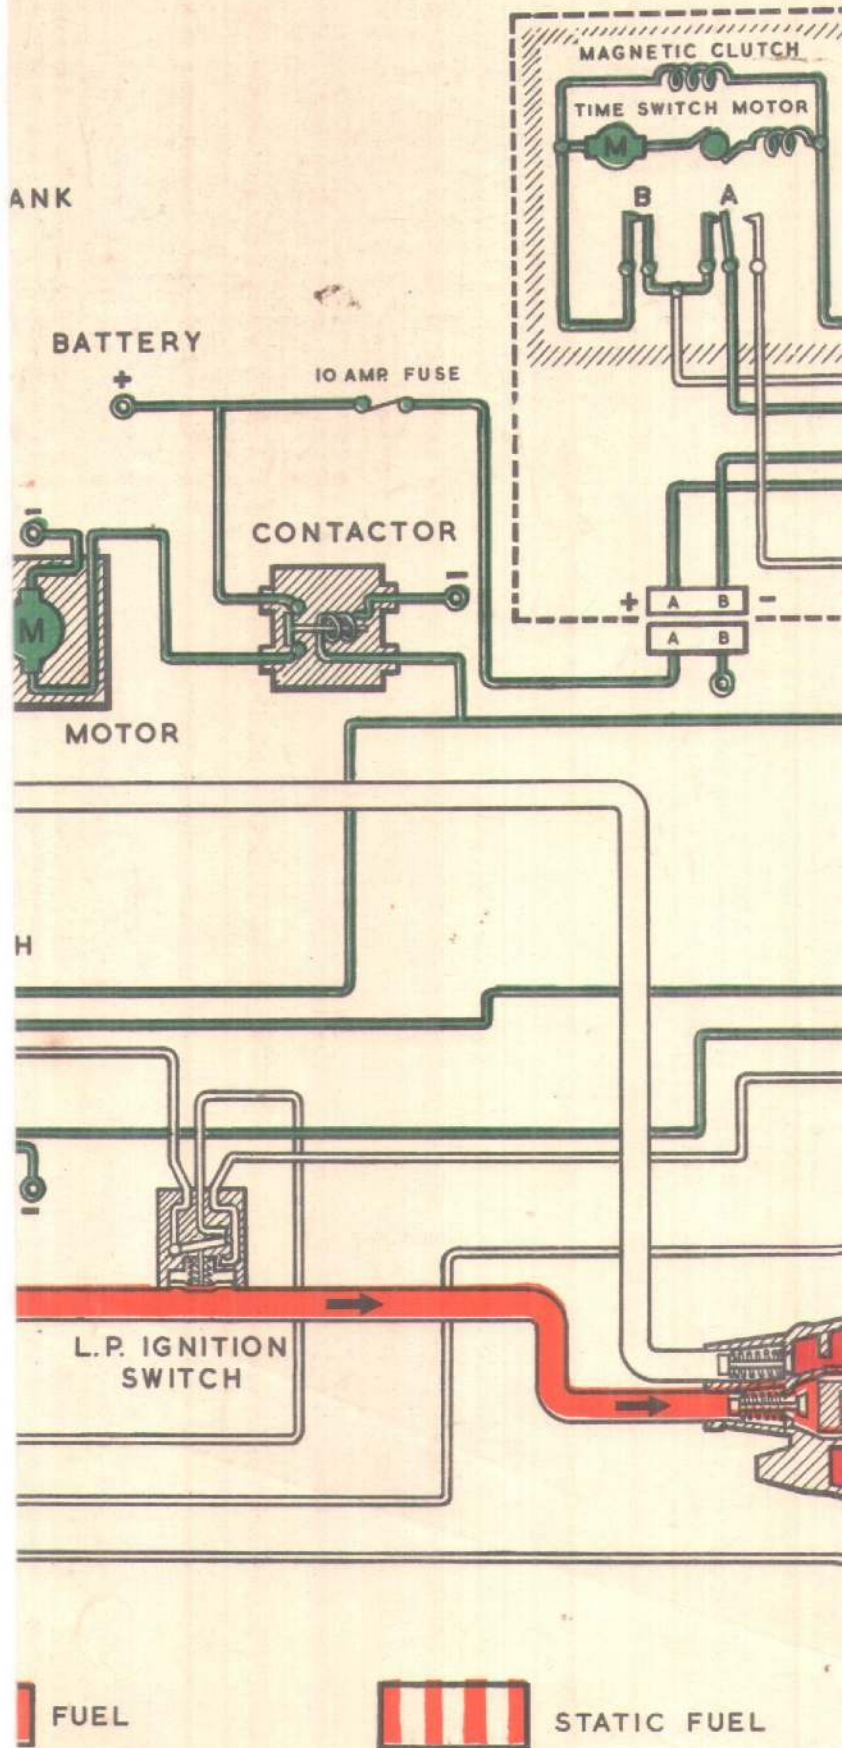 MAGNETIC CLUTCH
TIME SWITCH MOTOR
M
B A
ANK
BATTERY
+
10 AMP. FUSE
-
CONTACTOR
-
+ A B -
A B
M
MOTOR
H
-
L.P. IGNITION
SWITCH
FUEL
STATIC FUEL